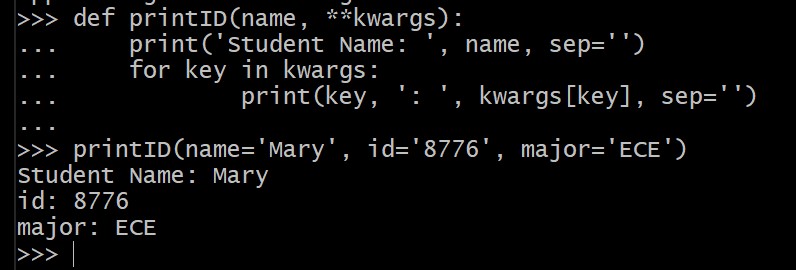 >>> def printID(name, **kwargs):
...     print('Student Name: ', name, sep='')
...     for key in kwargs:
...             print(key, ': ', kwargs[key], sep='')
...
>>> printID(name='Mary', id='8776', major='ECE')
Student Name: Mary
id: 8776
major: ECE
>>>